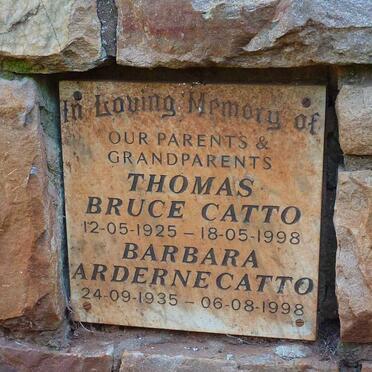 In Loving Memory of
OUR PARENTS &
GRANDPARENTS
THOMAS
BRUCE CATTO
12-05-1925 – 18-05-1998
BARBARA
ARDERNE CATTO
24-09-1935 – 06-08-1998